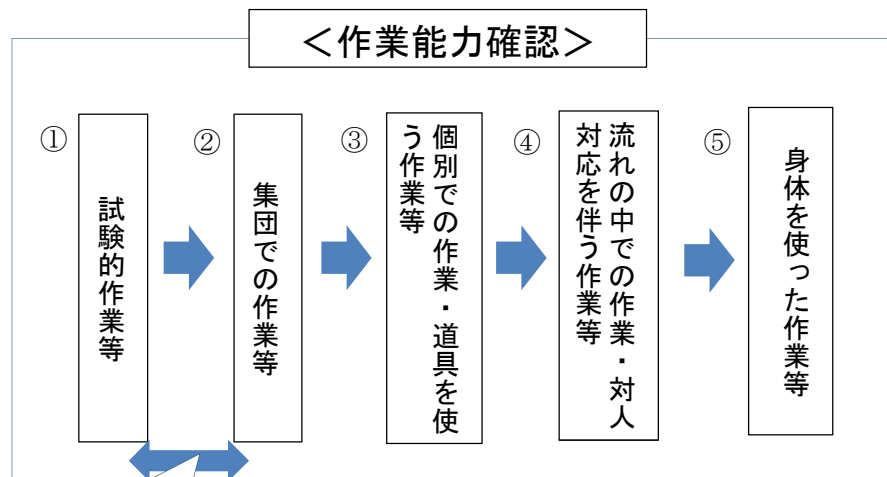 ＜作業能力確認＞
①
試験的作業等
②
集団での作業等
③
個別での作業・道具を使
う作業等
④
流れの中での作業・対人
対応を伴う作業等
⑤
身体を使った作業等